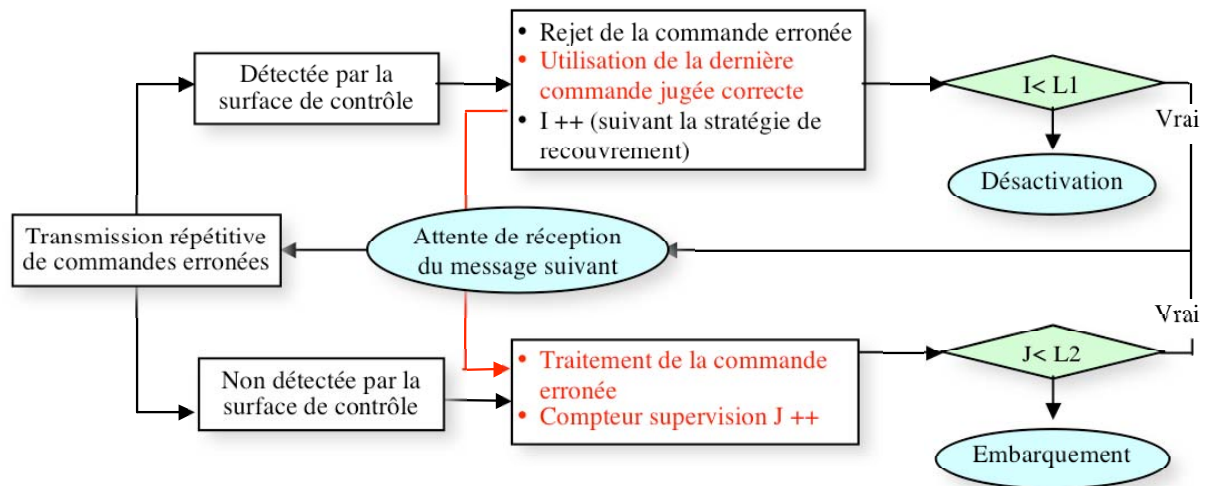 Détectée par la
surface de contrôle
• Rejet de la commande erronée
• Utilisation de la dernière
commande jugée correcte
• I ++ (suivant la stratégie de
recouvrement)
I< L1
Vrai
Désactivation
Transmission répétitive
de commandes erronées
Attente de réception
du message suivant
Vrai
Non détectée par la
surface de contrôle
• Traitement de la commande
erronée
• Compteur supervision J ++
J< L2
Embarquement